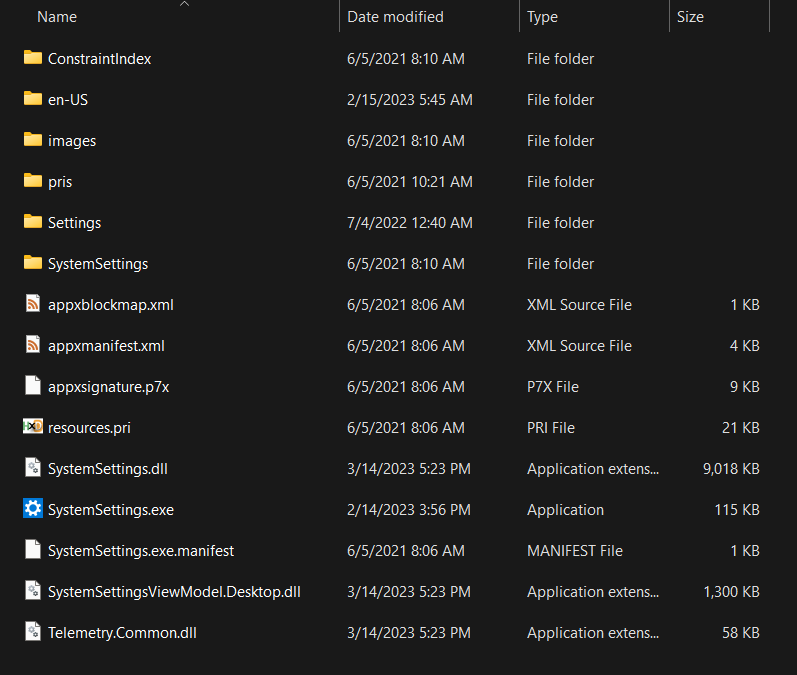 Name Date modified Type Size
ConstraintIndex 6/5/2021 8:10 AM File folder
en-US 2/15/2023 5:45 AM File folder
images 6/5/2021 8:10 AM File folder
pris 6/5/2021 10:21 AM File folder
Settings 7/4/2022 12:40 AM File folder
SystemSettings 6/5/2021 8:10 AM File folder
appxblockmap.xml 6/5/2021 8:06 AM XML Source File 1 KB
appxmanifest.xml 6/5/2021 8:06 AM XML Source File 4 KB
appxsignature.p7x 6/5/2021 8:06 AM P7X File 9 KB
resources.pri 6/5/2021 8:06 AM PRI File 21 KB
SystemSettings.dll 3/14/2023 5:23 PM Application extens... 9,018 KB
SystemSettings.exe 2/14/2023 3:56 PM Application 115 KB
SystemSettings.exe.manifest 6/5/2021 8:06 AM MANIFEST File 1 KB
SystemSettingsViewModel.Desktop.dll 3/14/2023 5:23 PM Application extens... 1,300 KB
Telemetry.Common.dll 3/14/2023 5:23 PM Application extens... 58 KB